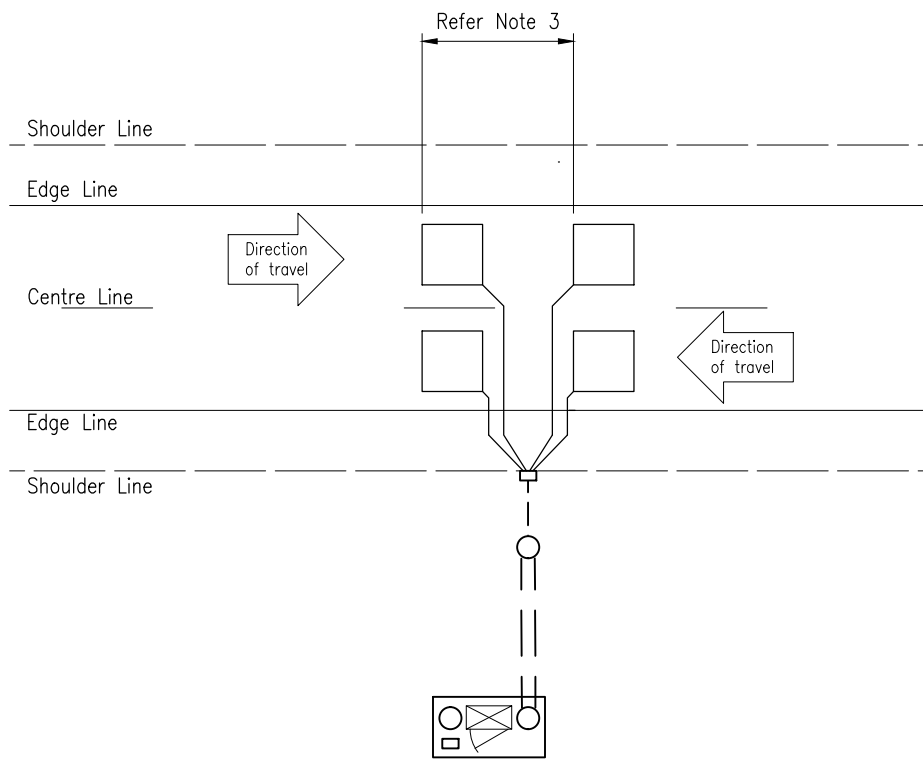 Refer Note 3
Shoulder Line
Edge Line
Direction
of travel
Centre Line
Direction
of travel
Edge Line
Shoulder Line